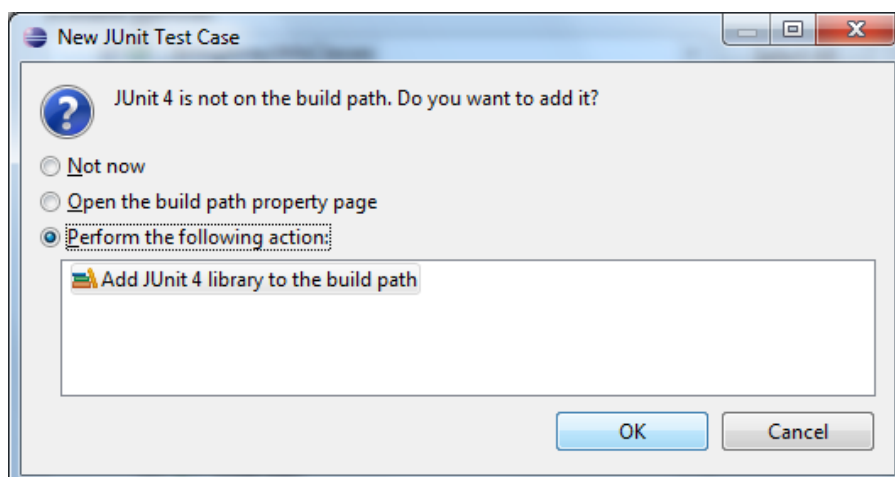 New JUnit Test Case
JUnit 4 is not on the build path. Do you want to add it?
Not now
Open the build path property page
Perform the following action:
Add JUnit 4 library to the build path
OK
Cancel